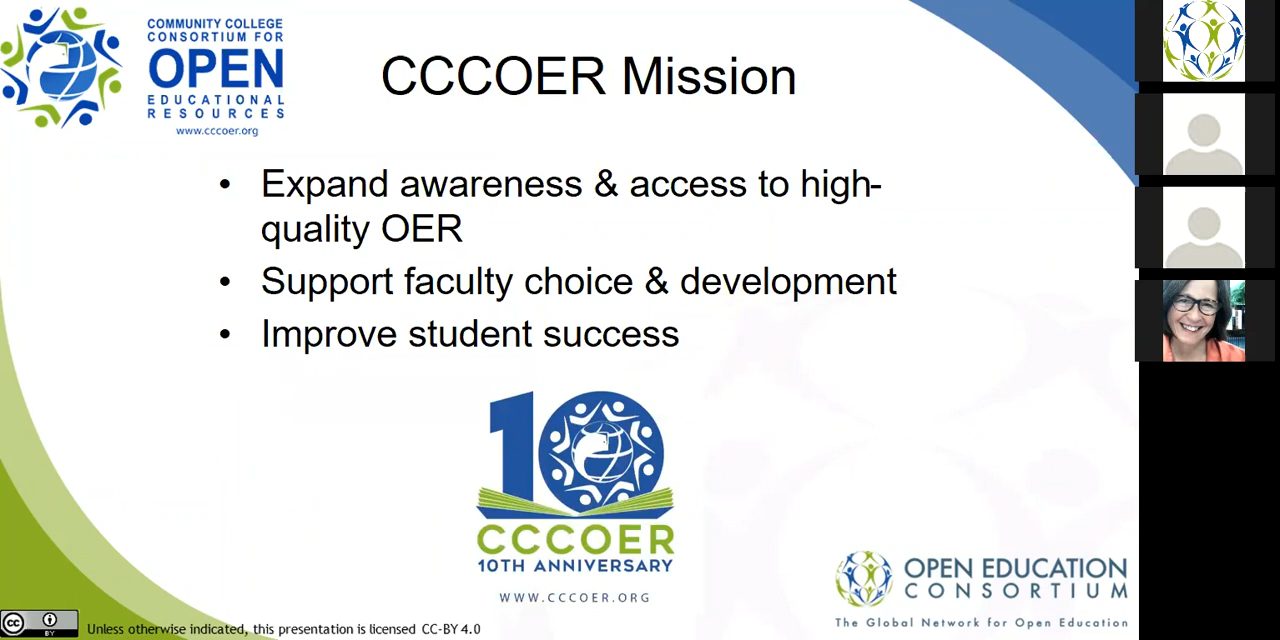 COMMUNITY COLLEGE
CONSORTIUM FOR
OPEN
EDUCATIONAL
RESOURCES
www.cccoer.org
CCCOER Mission
• Expand awareness & access to high-
quality OER
• Support faculty choice & development
• Improve student success
10
CCCOER
10TH ANNIVERSARY
WWW.CCCOER.ORG
OPEN EDUCATION
CONSORTIUM
The Global Network for Open Education
cc
BY
Unless otherwise indicated, this presentation is licensed CC-BY 4.0